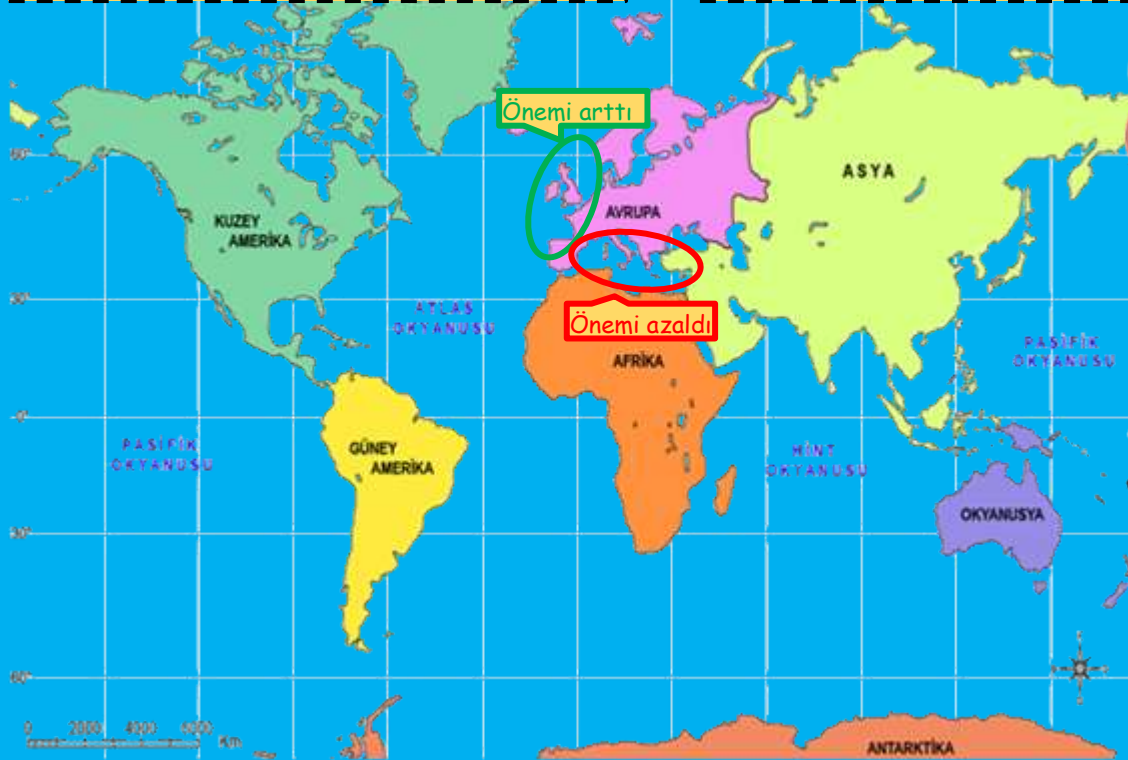 Önemi arttı
ASYA
AVRUPA
KUZEY
AMERİKA
ATLAS
OKYANUSU
Önemi azaldı
PASİFİK
OKYANUSU
AFRİKA
PASİFİK
OKYANUSU
GÜNEY
AMERİKA
HİNT
OKYANUSU
OKYANUSYA
0 2000 4000 6000
Km
ANTARKTİKA